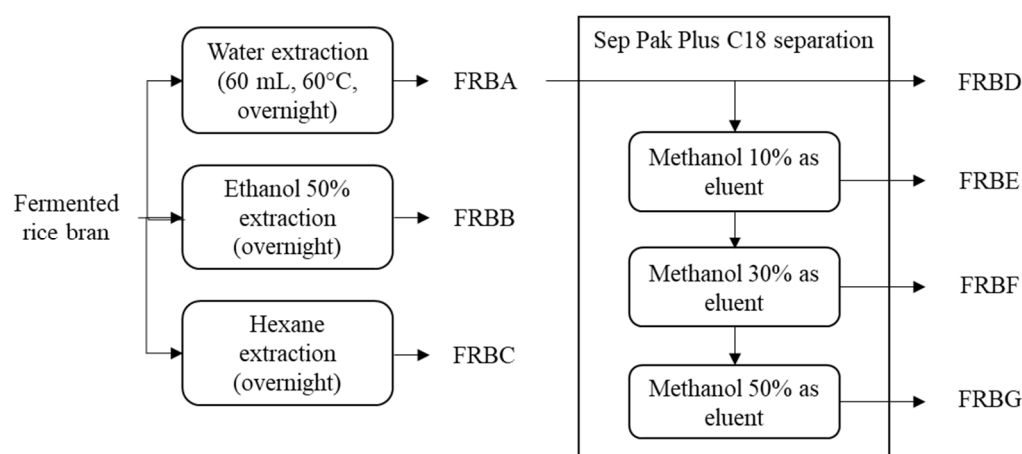 Fermented
rice bran
Water extraction
(60 mL, 60°C,
overnight)
FRBA
Ethanol 50%
extraction
(overnight)
FRBB
Hexane
extraction
(overnight)
FRBC
Sep Pak Plus C18 separation
FRBD
Methanol 10% as
eluent
FRBE
Methanol 30% as
eluent
FRBF
Methanol 50% as
eluent
FRBG